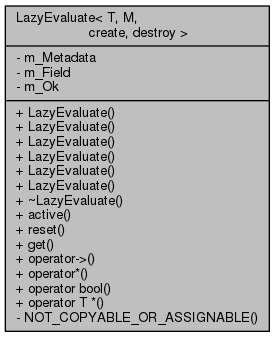 LazyEvaluate< T, M,
create, destroy >
- m_Metadata
- m_Field
- m_Ok
+ LazyEvaluate()
+ LazyEvaluate()
+ LazyEvaluate()
+ LazyEvaluate()
+ LazyEvaluate()
+ LazyEvaluate()
+ ~LazyEvaluate()
+ active()
+ reset()
+ get()
+ operator->()
+ operator*()
+ operator bool()
+ operator T *()
- NOT_COPYABLE_OR_ASSIGNABLE()